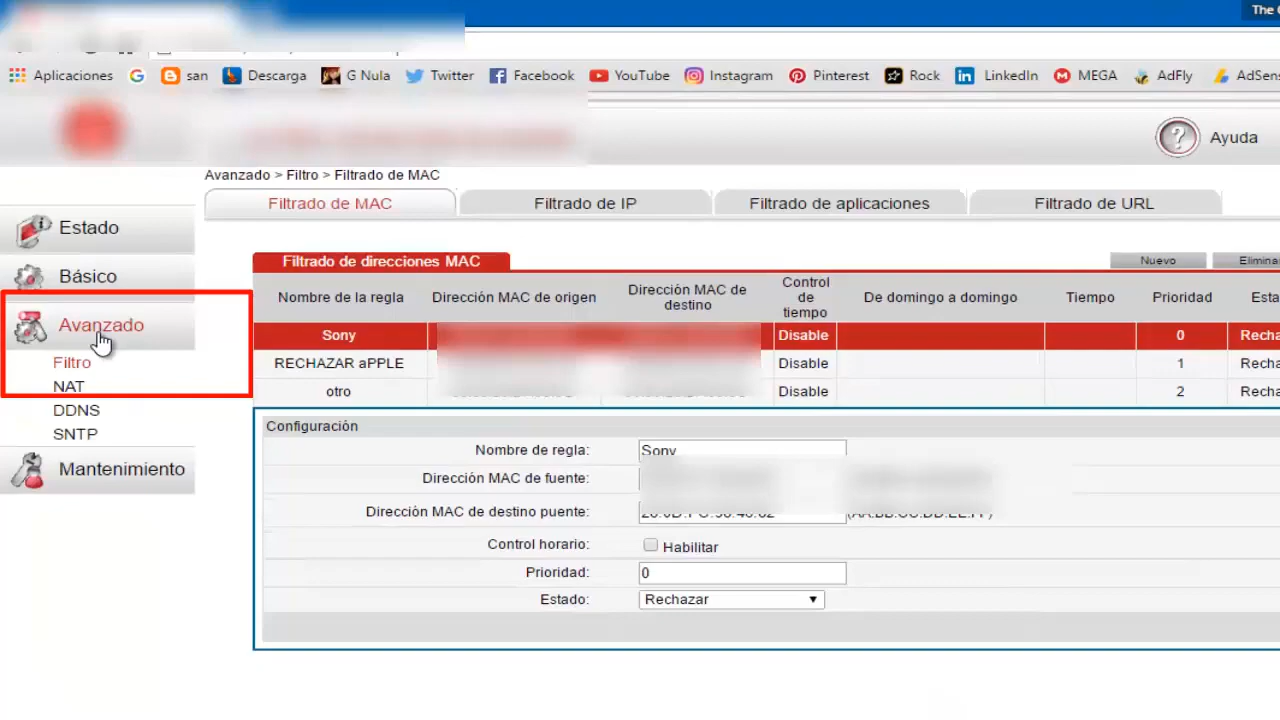 The
Aplicaciones san Descarga G Nula Twitter Facebook YouTube Instagram Pinterest Rock LinkedIn MEGA AdFly AdSens
Ayuda
Avanzado > Filtro > Filtrado de MAC
Filtrado de MAC Filtrado de IP Filtrado de aplicaciones Filtrado de URL
Estado
Básico
Avanzado
Filtro
NAT
DDNS
SNTP
Mantenimiento
Filtrado de direcciones MAC Nuevo Elimina
Nombre de la regla Dirección MAC de origen Dirección MAC de destino Control de tiempo De domingo a domingo Tiempo Prioridad Esta
Sony Disable 0 Recha
RECHAZAR aPPLE Disable 1 Recha
otro Disable 2 Recha
Configuración
Nombre de regla: Sony
Dirección MAC de fuente:
Dirección MAC de destino puente:
Control horario: Habilitar
Prioridad: 0
Estado: Rechazar